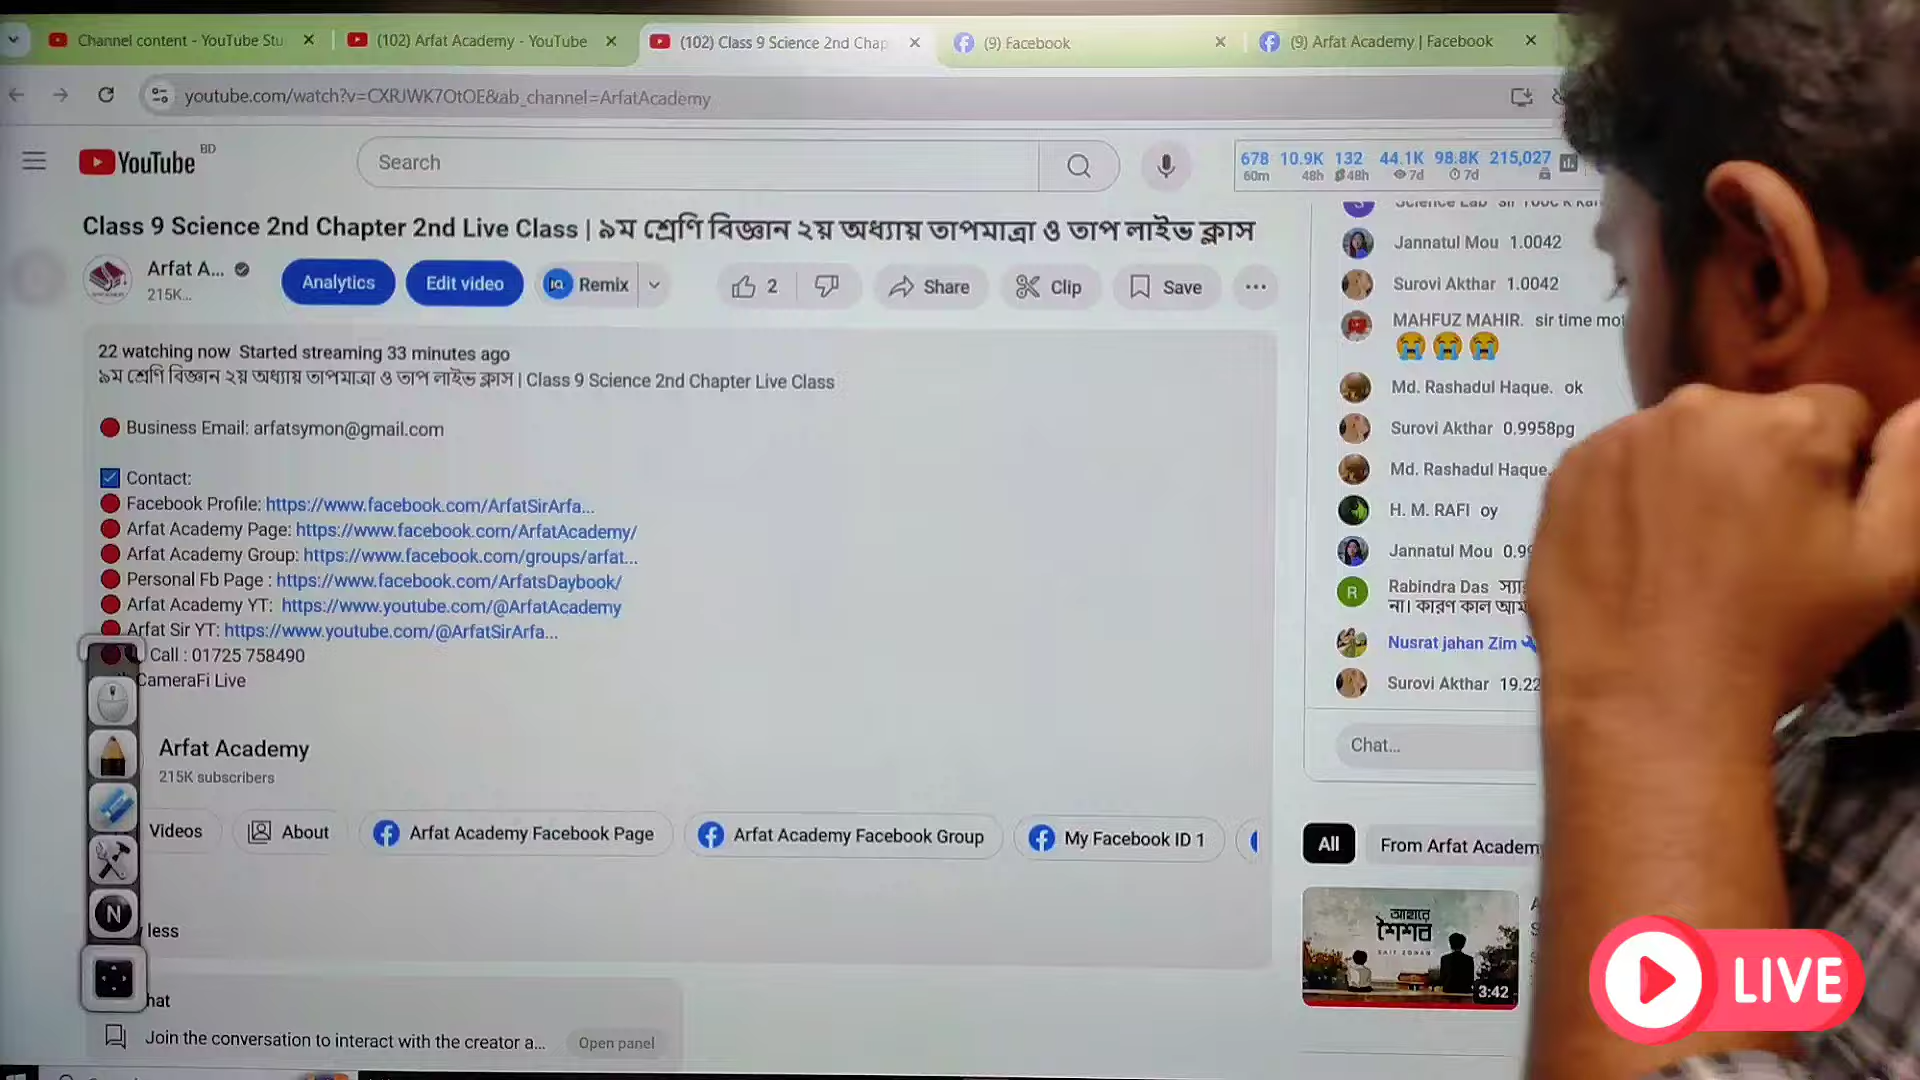 Channel content - YouTube Stu
(102) Arfat Academy - YouTube
(102) Class 9 Science 2nd Chap
(9) Facebook
(9) Arfat Academy | Facebook
youtube.com/watch?v=CXRJWK7OtOE&ab_channel=ArfatAcademy
YouTube BD
Search
678 10.9K 132 44.1K 98.8K 215,027
60m 48h 48h 7d 7d
Class 9 Science 2nd Chapter 2nd Live Class | ৯ম শ্রেণি বিজ্ঞান ২য় অধ্যায় তাপমাত্রা ও তাপ লাইভ ক্লাস
Arfat A...
215K...
Analytics
Edit video
Remix
2
Share
Clip
Save
22 watching now Started streaming 33 minutes ago
৯ম শ্রেণি বিজ্ঞান ২য় অধ্যায় তাপমাত্রা ও তাপ লাইভ ক্লাস | Class 9 Science 2nd Chapter Live Class
Business Email: arfatsymon@gmail.com
Contact:
Facebook Profile: https://www.facebook.com/ArfatSirArfa...
Arfat Academy Page: https://www.facebook.com/ArfatAcademy/
Arfat Academy Group: https://www.facebook.com/groups/arfat...
Personal Fb Page : https://www.facebook.com/ArfatsDaybook/
Arfat Academy YT: https://www.youtube.com/@ArfatAcademy
Arfat Sir YT: https://www.youtube.com/@ArfatSirArfa...
Call : 01725 758490
CameraFi Live
Arfat Academy
215K subscribers
Videos
About
Arfat Academy Facebook Page
Arfat Academy Facebook Group
My Facebook ID 1
N
less
hat
Join the conversation to interact with the creator a...
Open panel
Science Lab sir
Jannatul Mou 1.0042
Surovi Akthar 1.0042
MAHFUZ MAHIR. sir time mot
Md. Rashadul Haque. ok
Surovi Akthar 0.9958pg
Md. Rashadul Haque.
H. M. RAFI oy
Jannatul Mou 0.99
R
Rabindra Das স্যার
না। কারণ কাল আম
Nusrat jahan Zim
Surovi Akthar 19.22
Chat...
All
From Arfat Academ
আহারে
শৈশব
3:42
LIVE